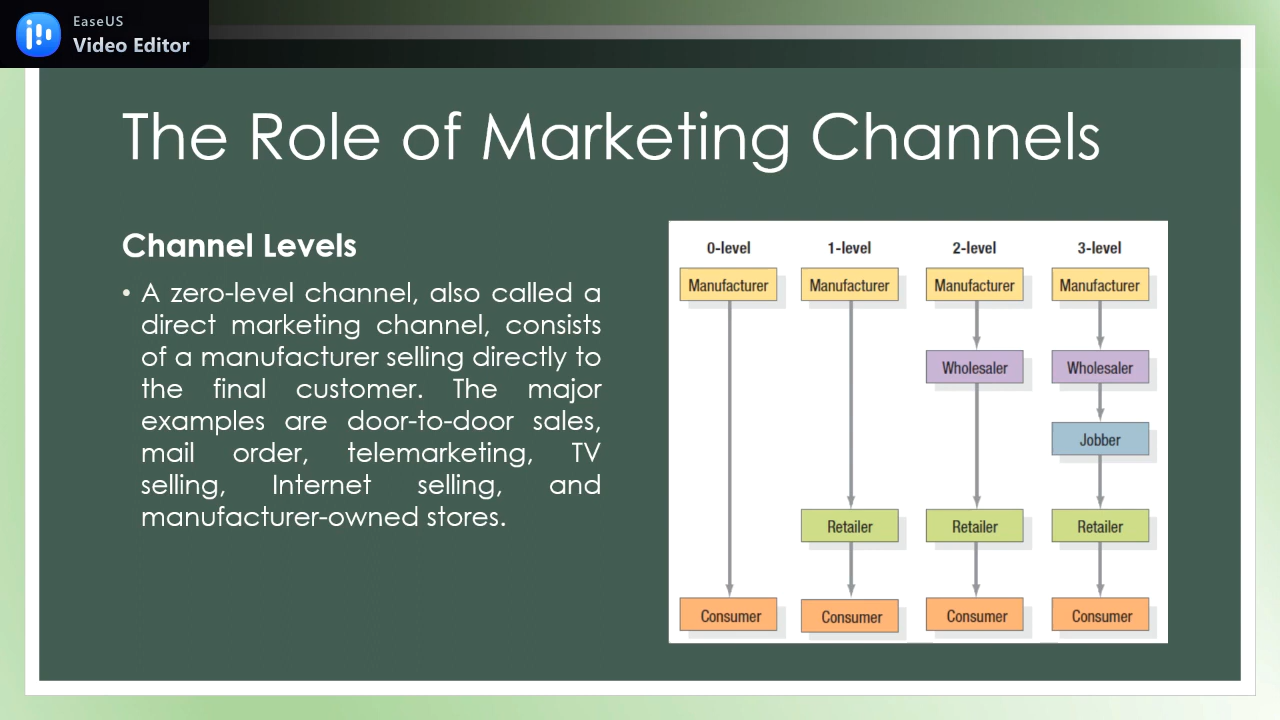 EaseUS
Video Editor
The Role of Marketing Channels
Channel Levels
• A zero-level channel, also called a
direct marketing channel, consists
of a manufacturer selling directly to
the final customer. The major
examples are door-to-door sales,
mail order, telemarketing, TV
selling, Internet selling, and
manufacturer-owned stores.
0-level 1-level 2-level 3-level
Manufacturer Manufacturer Manufacturer Manufacturer
Wholesaler Wholesaler
Jobber
Retailer Retailer Retailer
Consumer Consumer Consumer Consumer